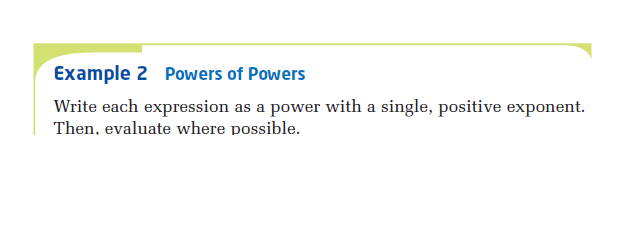 Example 2 Powers of Powers
Write each expression as a power with a single, positive exponent.
Then, evaluate where possible.